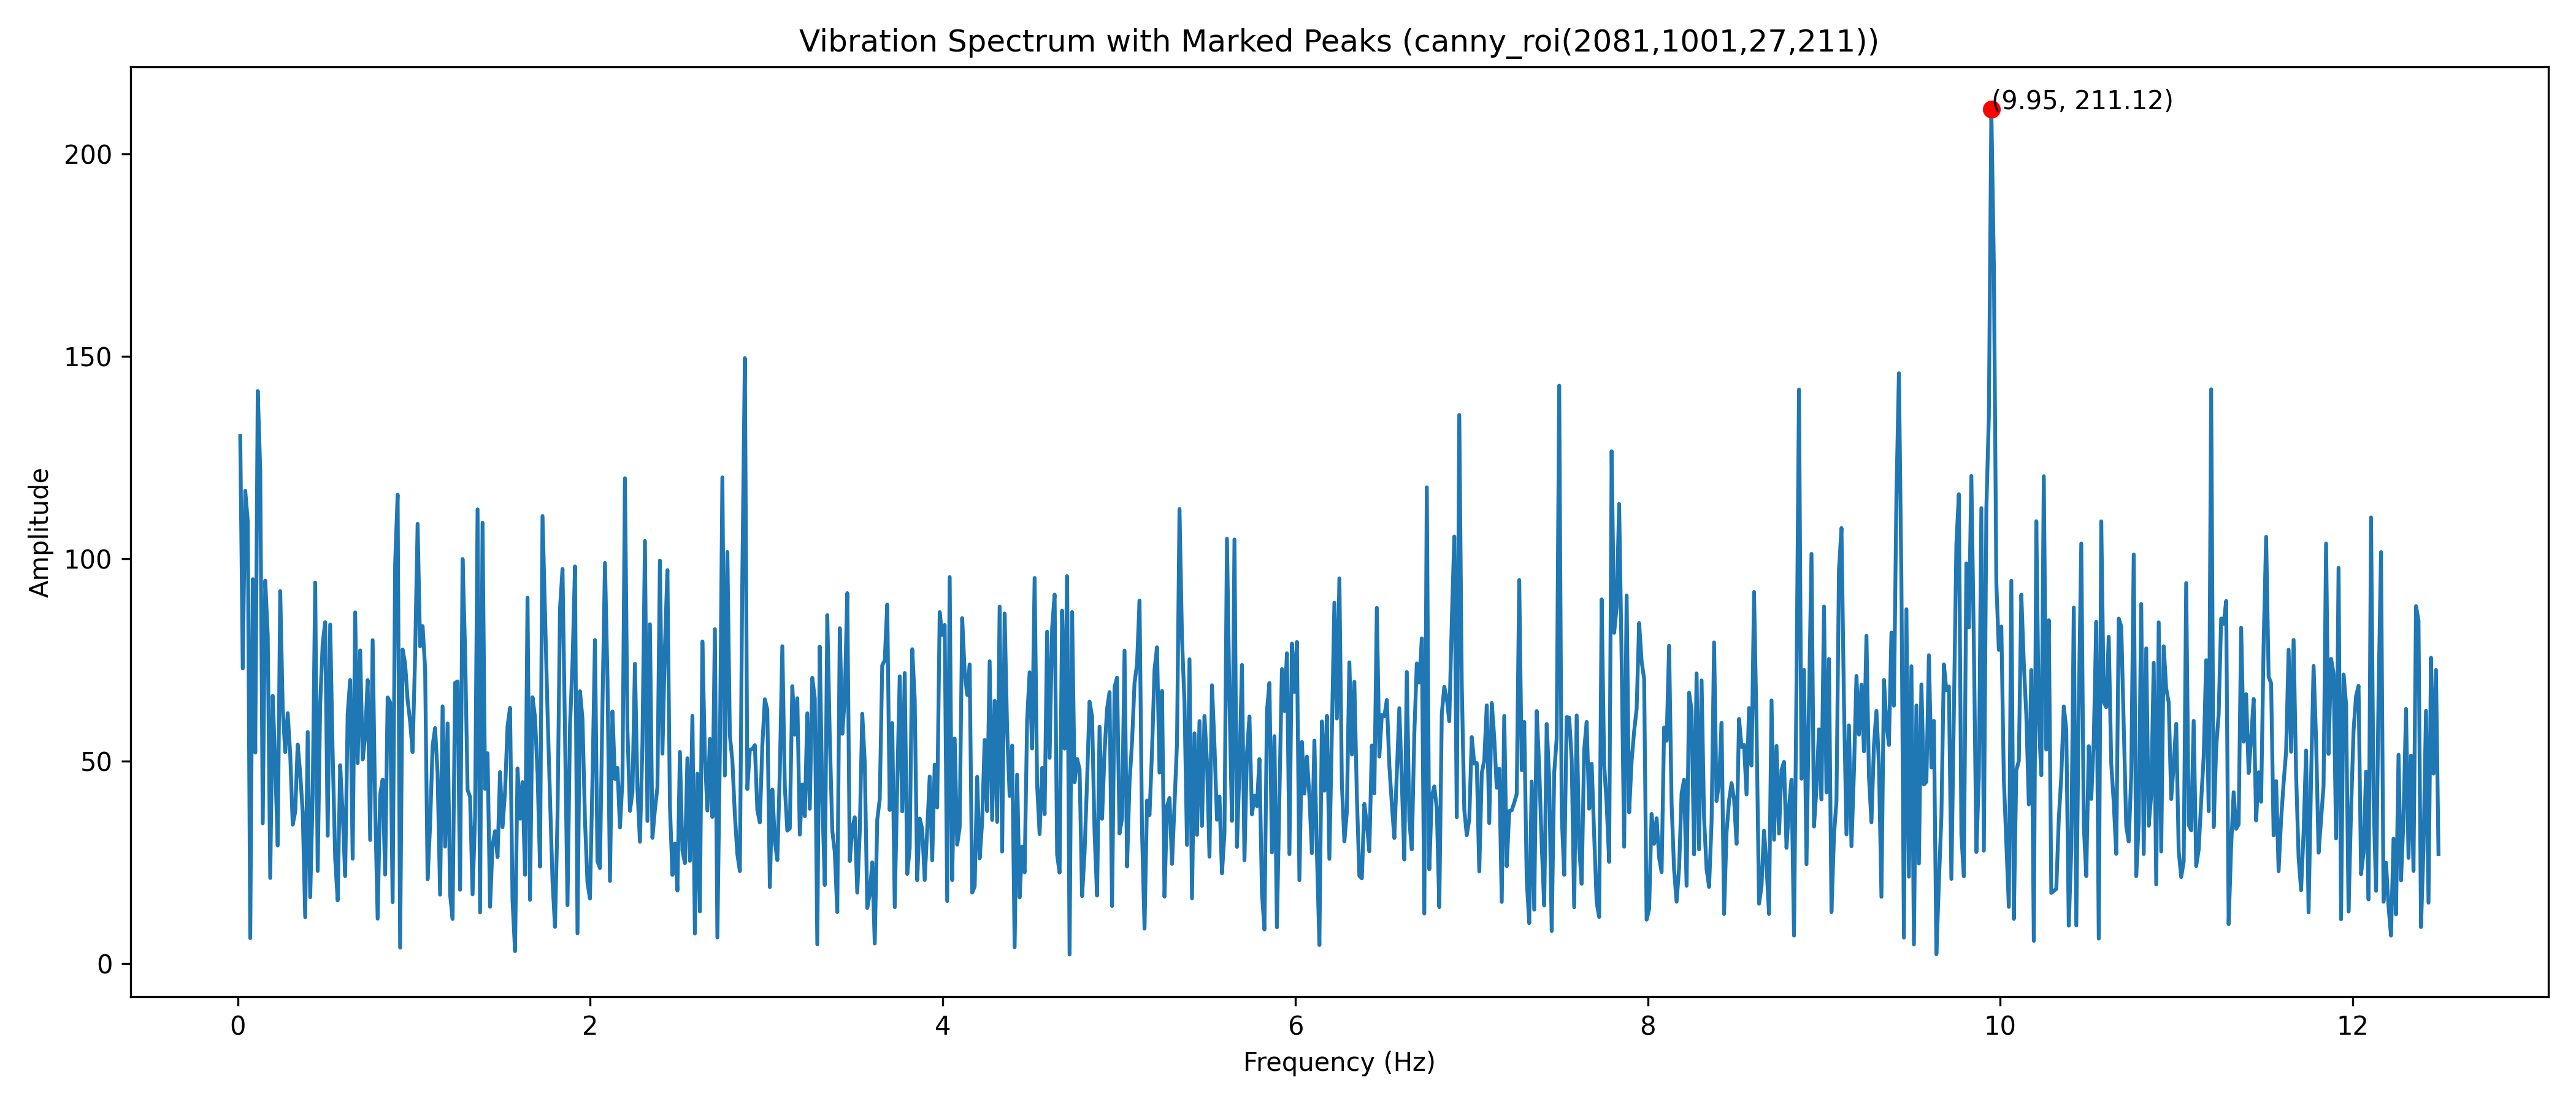 Vibration Spectrum with Marked Peaks (canny_roi(2081,1001,27,211))
(9.95, 211.12)
200
150
100
50
0
Amplitude
0 2 4 6 8 10 12
Frequency (Hz)